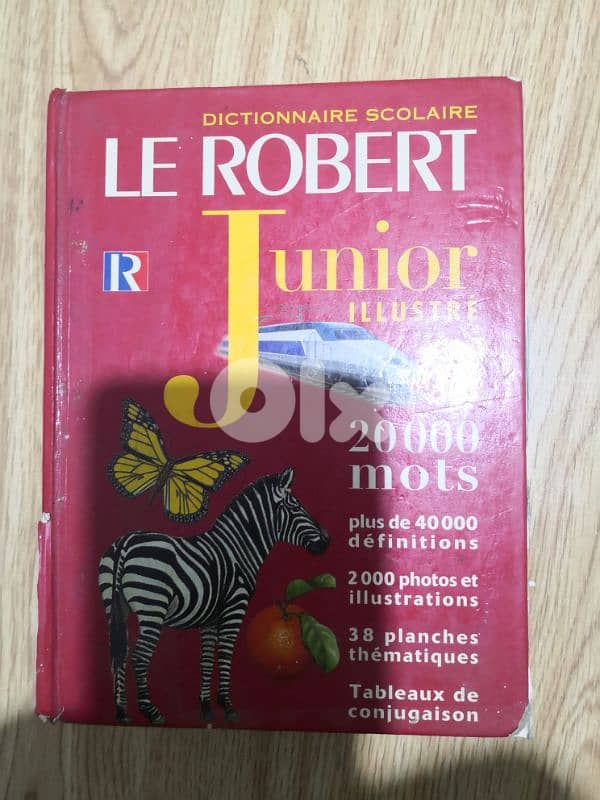 DICTIONNAIRE SCOLAIRE
LE ROBERT
Junior
ILLUSTRÉ
R
olx
20 000
mots
plus de 40 000
définitions
2 000 photos et
illustrations
38 planches
thématiques
Tableaux de
conjugaison